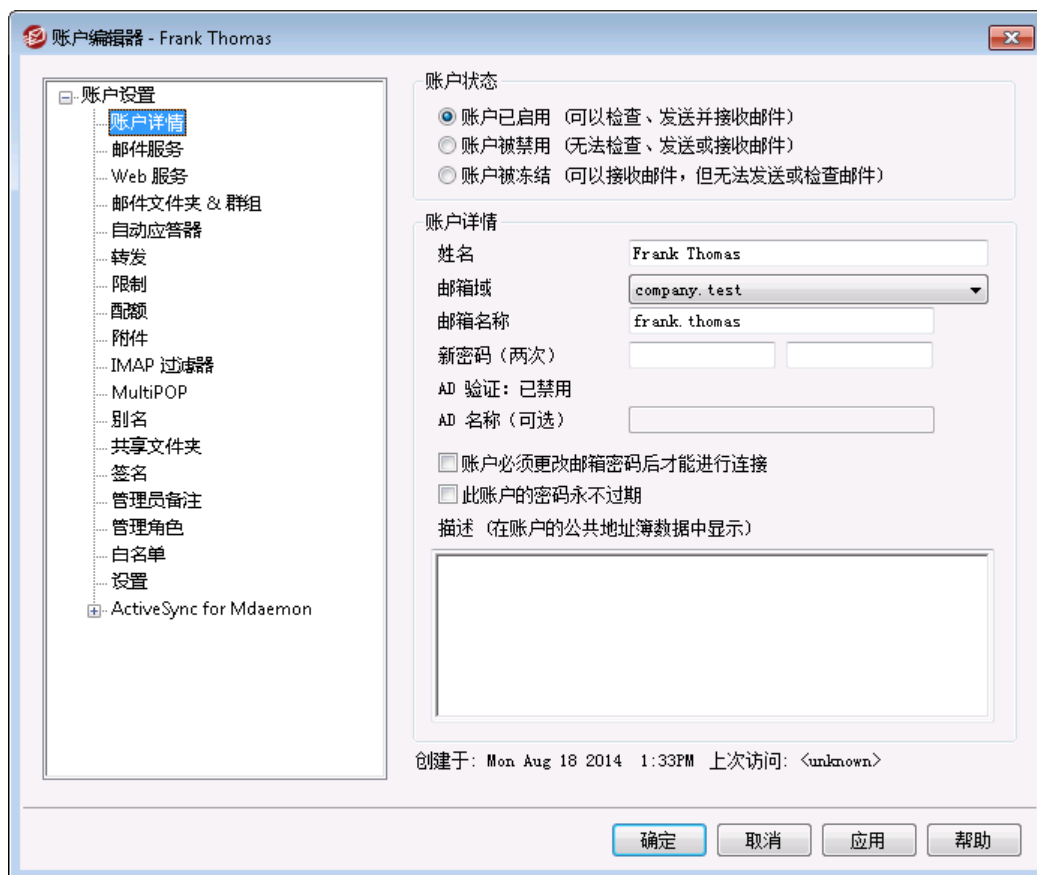 账户编辑器 - Frank Thomas
账户设置
账户详情
邮件服务
Web 服务
邮件文件夹 & 群组
自动应答器
转发
限制
配额
附件
IMAP 过滤器
MultiPOP
别名
共享文件夹
签名
管理员备注
管理角色
白名单
设置
ActiveSync for Mdaemon
账户状态
账户已启用 (可以检查、发送并接收邮件)
账户被禁用 (无法检查、发送或接收邮件)
账户被冻结 (可以接收邮件，但无法发送或检查邮件)
账户详情
姓名 Frank Thomas
邮箱域 company.test
邮箱名称 frank.thomas
新密码（两次）
AD 验证：已禁用
AD 名称（可选）
账户必须更改邮箱密码后才能进行连接
此账户的密码永不过期
描述 (在账户的公共地址簿数据中显示)
创建于: Mon Aug 18 2014 1:33PM 上次访问: <unknown>
确定 取消 应用 帮助